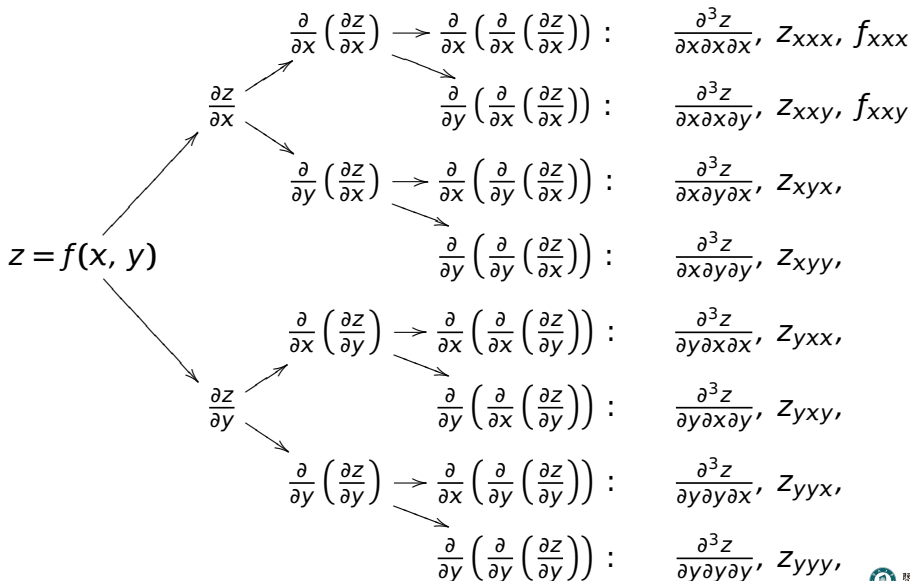 ∂/∂x (∂z/∂x) → ∂/∂x (∂/∂x (∂z/∂x)) : ∂³z/∂x∂x∂x, z_xxx, f_xxx
∂z/∂x
∂/∂y (∂/∂x (∂z/∂x)) : ∂³z/∂x∂x∂y, z_xxy, f_xxy
∂/∂y (∂z/∂x) → ∂/∂x (∂/∂y (∂z/∂x)) : ∂³z/∂x∂y∂x, z_xyx,
z = f(x, y)
∂/∂y (∂/∂y (∂z/∂x)) : ∂³z/∂x∂y∂y, z_xyy,
∂/∂x (∂z/∂y) → ∂/∂x (∂/∂x (∂z/∂y)) : ∂³z/∂y∂x∂x, z_yxx,
∂z/∂y
∂/∂y (∂/∂x (∂z/∂y)) : ∂³z/∂y∂x∂y, z_yxy,
∂/∂y (∂z/∂y) → ∂/∂x (∂/∂y (∂z/∂y)) : ∂³z/∂y∂y∂x, z_yyx,
∂/∂y (∂/∂y (∂z/∂y)) : ∂³z/∂y∂y∂y, z_yyy,